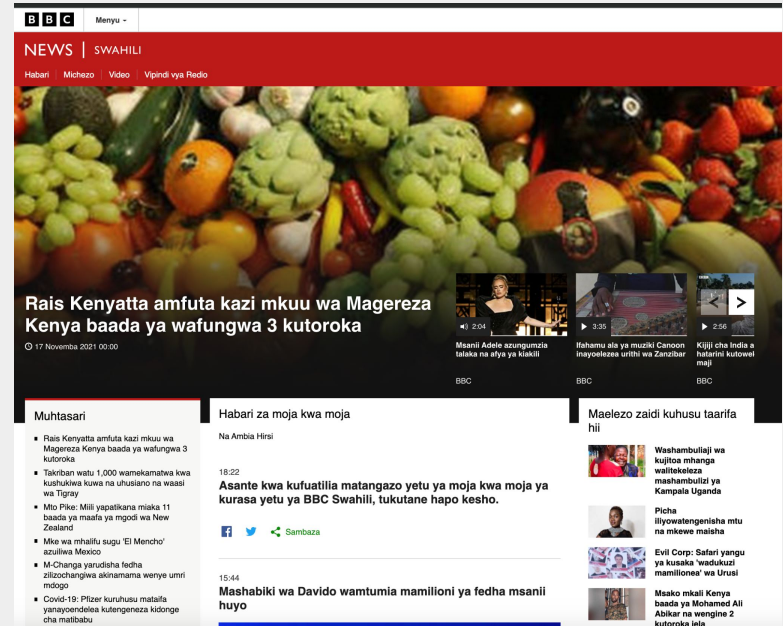 BBC
Menyu
NEWS | SWAHILI
Habari
Michezo
Video
Vipindi vya Redio
Rais Kenyatta amfuta kazi mkuu wa Magereza
Kenya baada ya wafungwa 3 kutoroka
17 Novemba 2021 00:00
2:04
Msanii Adele azungumzia
talaka na afya ya kiakili
BBC
3:35
Ifahamu ala ya muziki Canoon
inayoelezea urithi wa Zanzibar
BBC
2:56
Kijiji cha India a
hatarini kutowel
maji
BBC
Muhtasari
Rais Kenyatta amfuta kazi mkuu wa
Magereza Kenya baada ya wafungwa 3
kutoroka
Takriban watu 1,000 wamekamatwa kwa
kushukiwa kuwa na uhusiano na waasi
wa Tigray
Mto Pike: Miili yapatikana miaka 11
baada ya maafa ya mgodi wa New
Zealand
Mke wa mhalifu sugu 'El Mencho'
azuiliwa Mexico
M-Changa yarudisha fedha
zilizochangiwa akinamama wenye umri
mdogo
Covid-19: Pfizer kuruhusu mataifa
yanayoendelea kutengeneza kidonge
cha matibabu
Habari za moja kwa moja
Na Ambia Hirsi
18:22
Asante kwa kufuatilia matangazo yetu ya moja kwa moja ya
kurasa yetu ya BBC Swahili, tukutane hapo kesho.
Sambaza
15:44
Mashabiki wa Davido wamtumia mamilioni ya fedha msanii
huyo
Maelezo zaidi kuhusu taarifa
hii
Washambuliaji wa
kujitoa mhanga
walitekeleza
mashambulizi ya
Kampala Uganda
Picha
iliyowatengenisha mtu
na mkewe maisha
Evil Corp: Safari yangu
ya kusaka 'wadukuzi
mamilionea' wa Urusi
Msako mkali Kenya
baada ya Mohamed Ali
Abikar na wengine 2
kutoroka jela